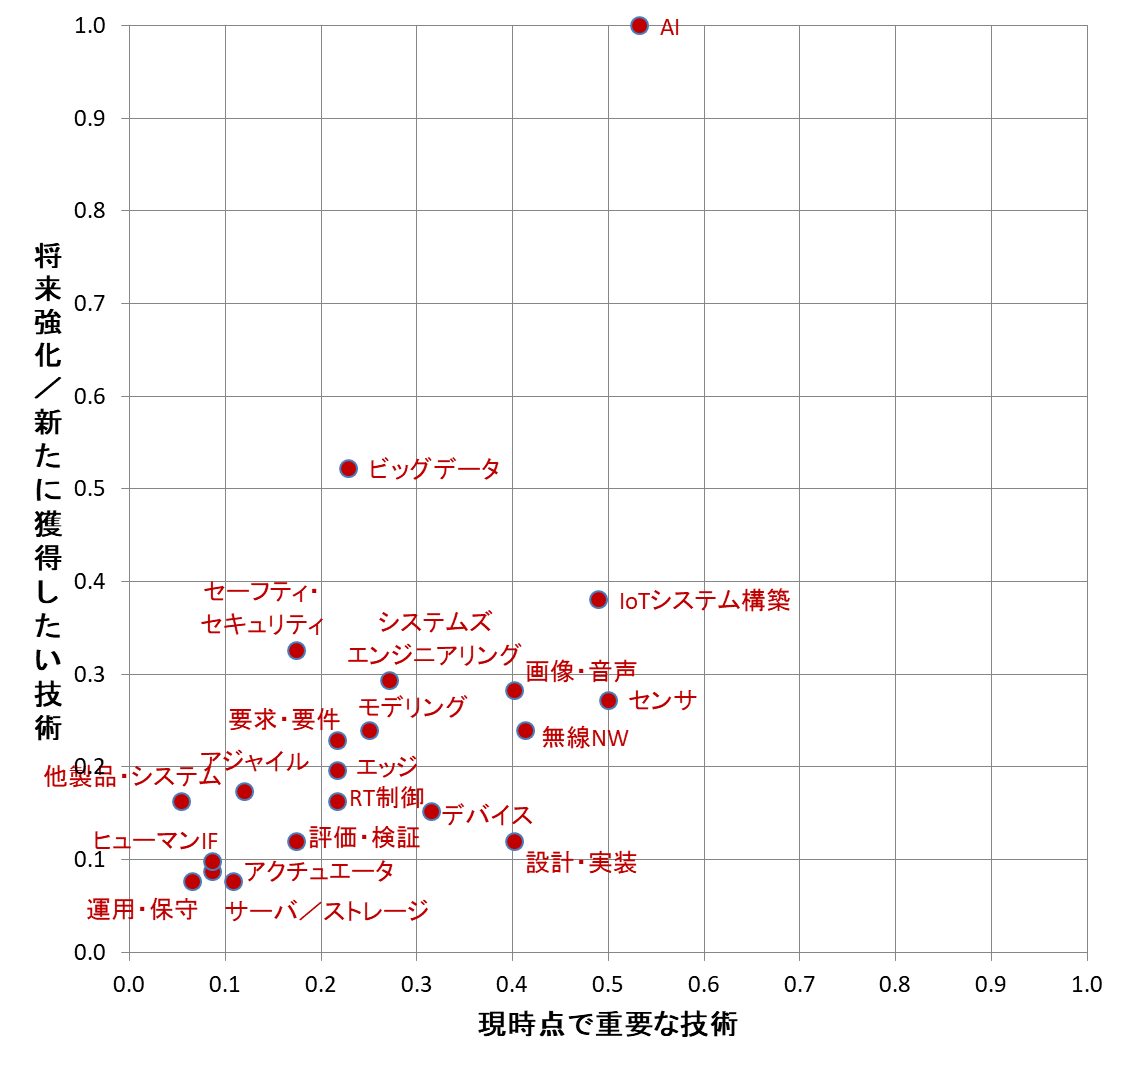 1.0
AI
0.9
0.8
0.7
0.6
ビッグデータ
0.5
0.4
セーフティ・
セキュリティ
IoTシステム構築
システムズ
エンジニアリング
0.3
画像・音声
センサ
モデリング
要求・要件
無線NW
0.2
アジャイル
エッジ
他製品・システム
RT制御
デバイス
ヒューマンIF
評価・検証
0.1
設計・実装
アクチュエータ
運用・保守
サーバ／ストレージ
0.0
0.0 0.1 0.2 0.3 0.4 0.5 0.6 0.7 0.8 0.9 1.0
現時点で重要な技術
将来強化／新たに獲得したい技術